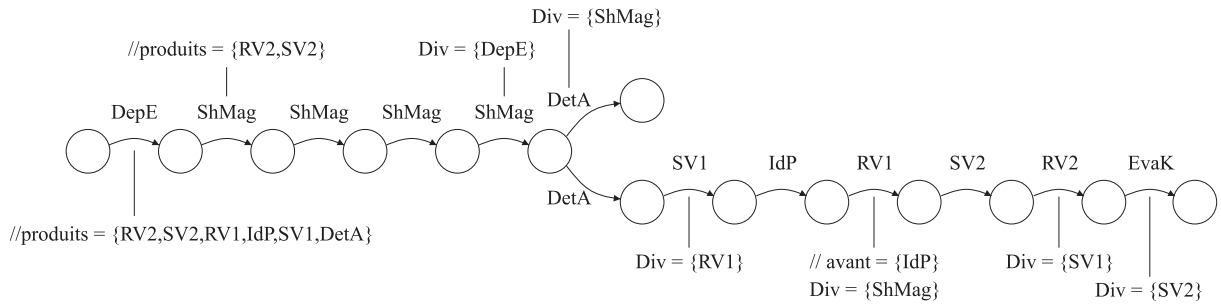 Div = {ShMag}
//produits = {RV2,SV2}
Div = {DepE}
DetA
DepE ShMag ShMag ShMag ShMag
DetA
SV1 IdP RV1 SV2 RV2 EvaK
//produits = {RV2,SV2,RV1,IdP,SV1,DetA}
Div = {RV1}
// avant = {IdP}
Div = {ShMag}
Div = {SV1}
Div = {SV2}